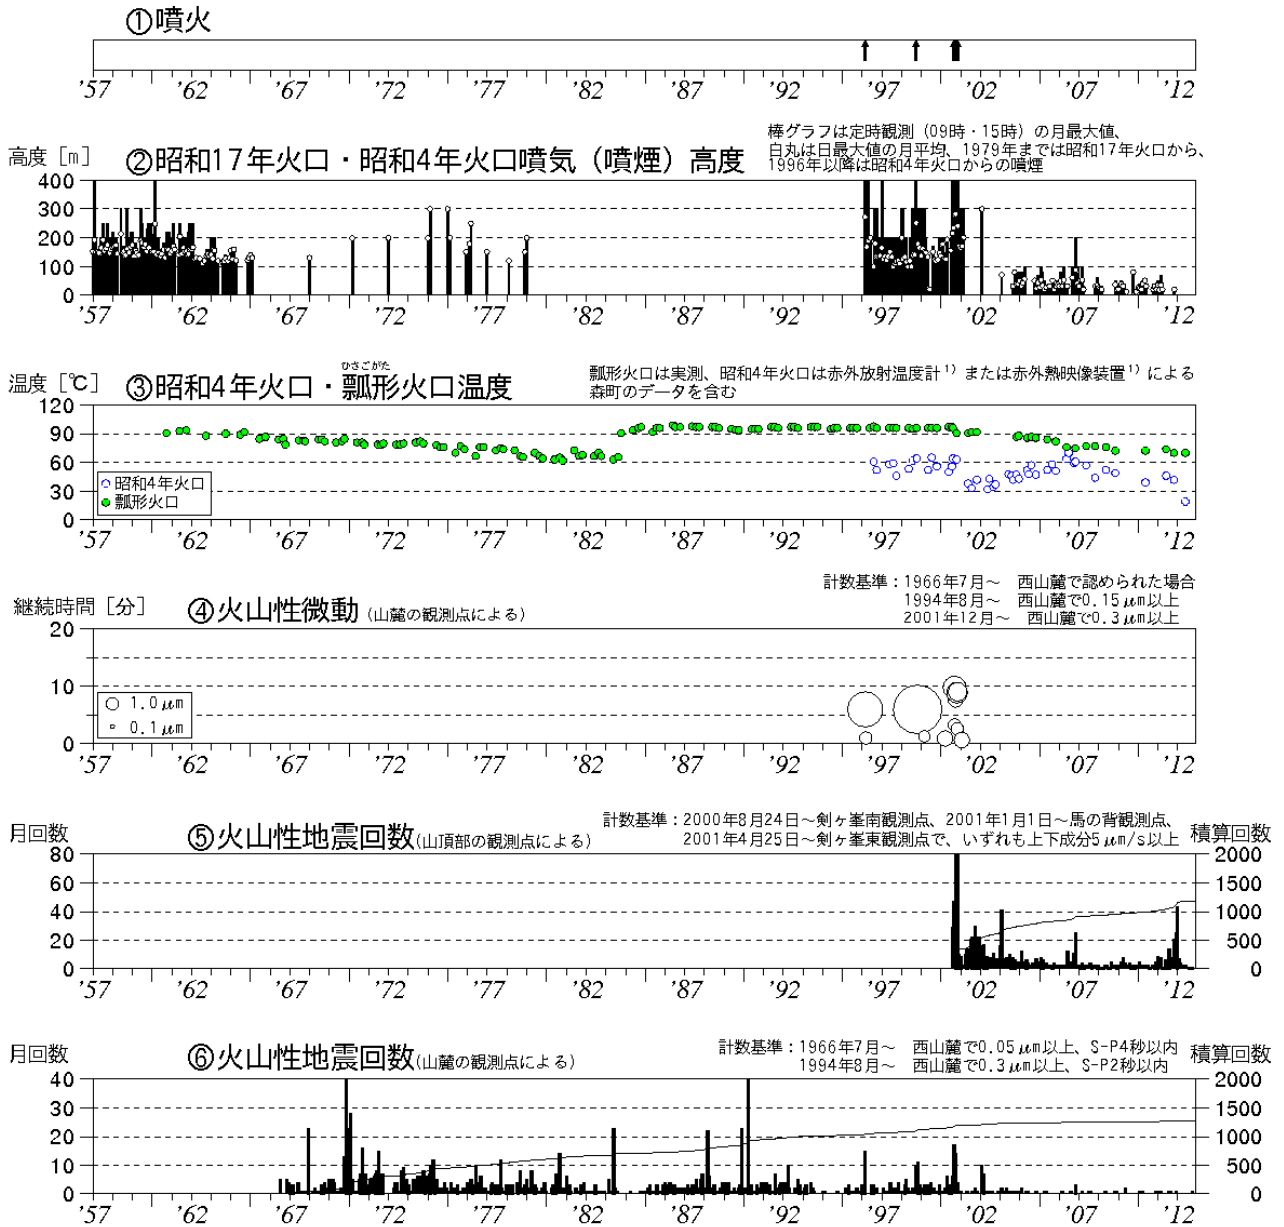 ①噴火
'57 '62 '67 '72 '77 '82 '87 '92 '97 '02 '07 '12
棒グラフは定時観測（09時・15時）の月最大値、
白丸は日最大値の月平均、1979年までは昭和17年火口から、
1996年以降は昭和4年火口からの噴煙
高度［m］ ②昭和17年火口・昭和4年火口噴気（噴煙）高度
400
300
200
100
0
'57 '62 '67 '72 '77 '82 '87 '92 '97 '02 '07 '12
ひさごがた
温度［℃］ ③昭和4年火口・瓢形火口温度
瓢形火口は実測、昭和4年火口は赤外放射温度計1）または赤外熱映像装置1）による
森町のデータを含む
120
90
60
30
0
昭和4年火口
瓢形火口
'57 '62 '67 '72 '77 '82 '87 '92 '97 '02 '07 '12
計数基準：1966年7月～ 西山麓で認められた場合
1994年8月～ 西山麓で0.15μm以上
2001年12月～ 西山麓で0.3μm以上
継続時間［分］ ④火山性微動（山麓の観測点による）
20
10
0
1.0μm
0.1μm
'57 '62 '67 '72 '77 '82 '87 '92 '97 '02 '07 '12
計数基準：2000年8月24日～剣ヶ峯南観測点、2001年1月1日～馬の背観測点、
2001年4月25日～剣ヶ峯東観測点で、いずれも上下成分5μm/s以上
月回数 ⑤火山性地震回数（山頂部の観測点による） 積算回数
80 2000
60 1500
40 1000
20 500
0 0
'57 '62 '67 '72 '77 '82 '87 '92 '97 '02 '07 '12
計数基準：1966年7月～ 西山麓で0.05μm以上、S-P4秒以内
1994年8月～ 西山麓で0.3μm以上、S-P2秒以内
月回数 ⑥火山性地震回数（山麓の観測点による） 積算回数
40 2000
30 1500
20 1000
10 500
0 0
'57 '62 '67 '72 '77 '82 '87 '92 '97 '02 '07 '12